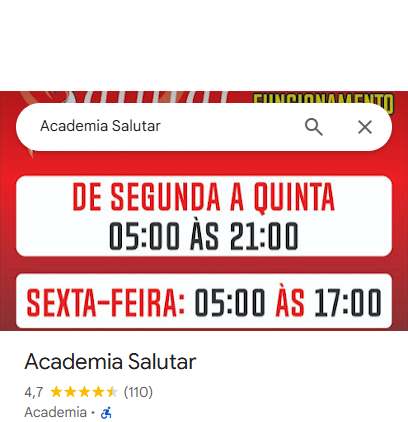 FUNCIONAMENTO
Academia Salutar
DE SEGUNDA A QUINTA
05:00 ÀS 21:00
SEXTA-FEIRA: 05:00 ÀS 17:00
Academia Salutar
4,7 (110)
Academia •